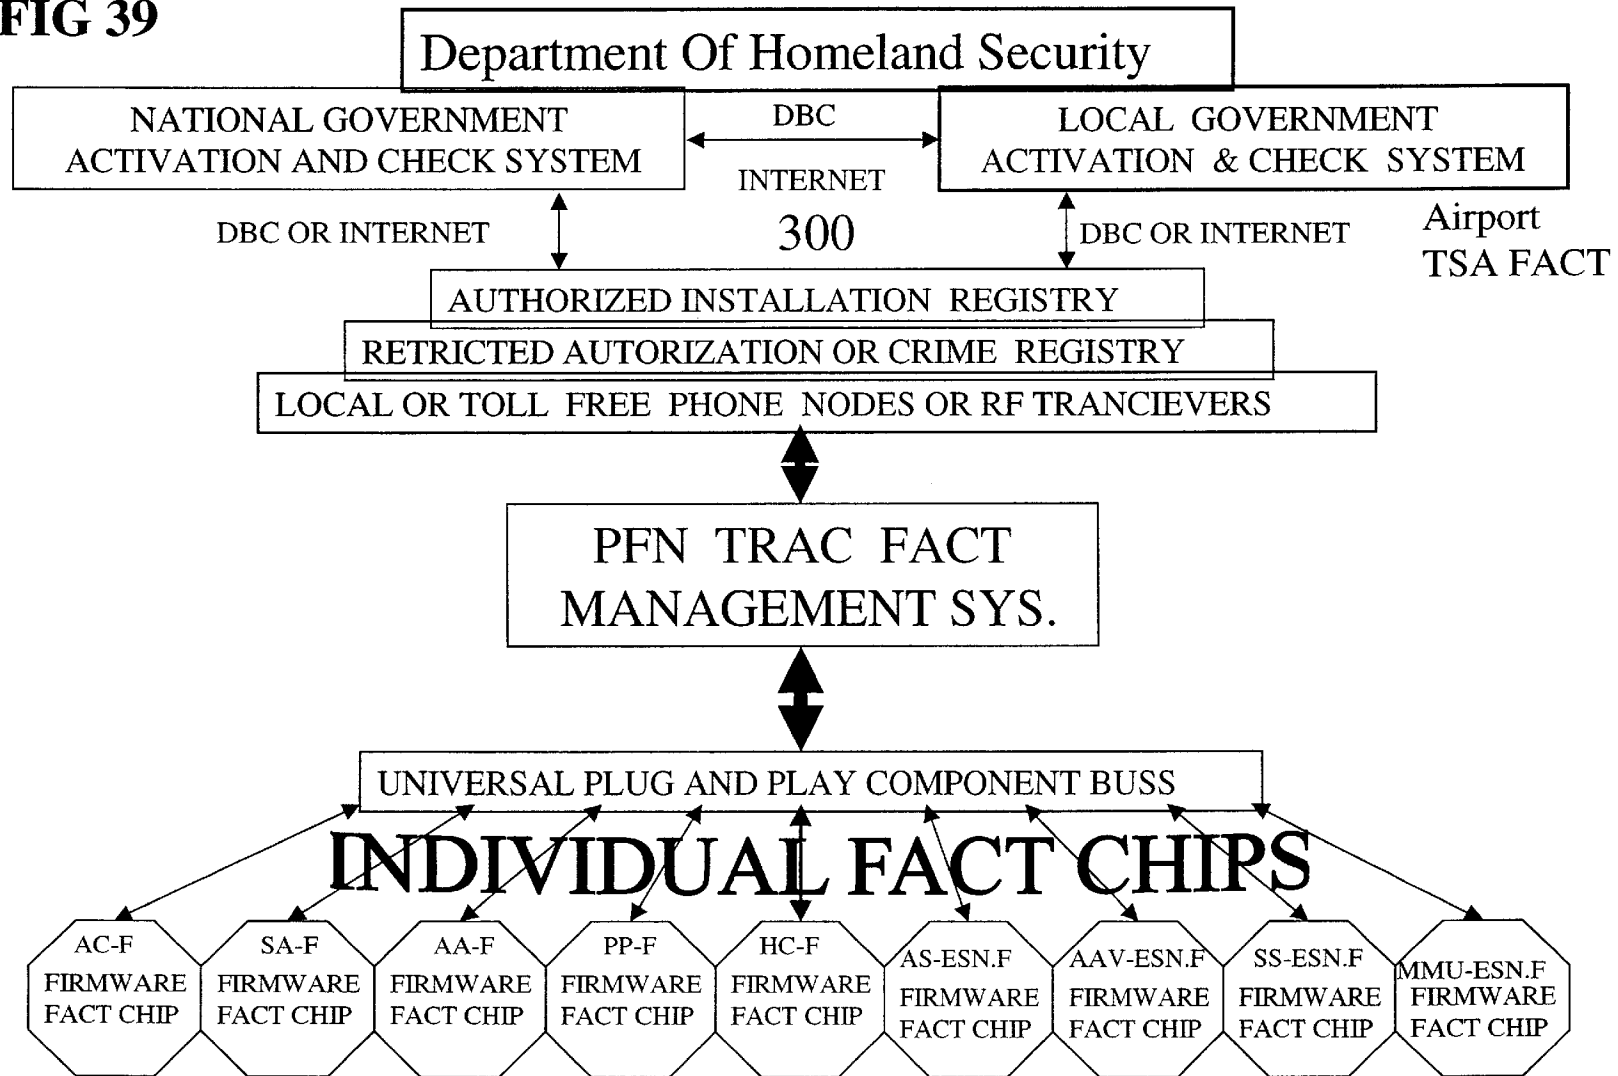 FIG 39
Department Of Homeland Security
NATIONAL GOVERNMENT
ACTIVATION AND CHECK SYSTEM
DBC
INTERNET
300
LOCAL GOVERNMENT
ACTIVATION & CHECK SYSTEM
DBC OR INTERNET
DBC OR INTERNET
Airport
TSA FACT
AUTHORIZED INSTALLATION REGISTRY
RETRICTED AUTORIZATION OR CRIME REGISTRY
LOCAL OR TOLL FREE PHONE NODES OR RF TRANCIEVERS
PFN TRAC FACT
MANAGEMENT SYS.
UNIVERSAL PLUG AND PLAY COMPONENT BUSS
INDIVIDUAL FACT CHIPS
AC-F
FIRMWARE
FACT CHIP
SA-F
FIRMWARE
FACT CHIP
AA-F
FIRMWARE
FACT CHIP
PP-F
FIRMWARE
FACT CHIP
HC-F
FIRMWARE
FACT CHIP
AS-ESN.F
FIRMWARE
FACT CHIP
AAV-ESN.F
FIRMWARE
FACT CHIP
SS-ESN.F
FIRMWARE
FACT CHIP
MMU-ESN.F
FIRMWARE
FACT CHIP